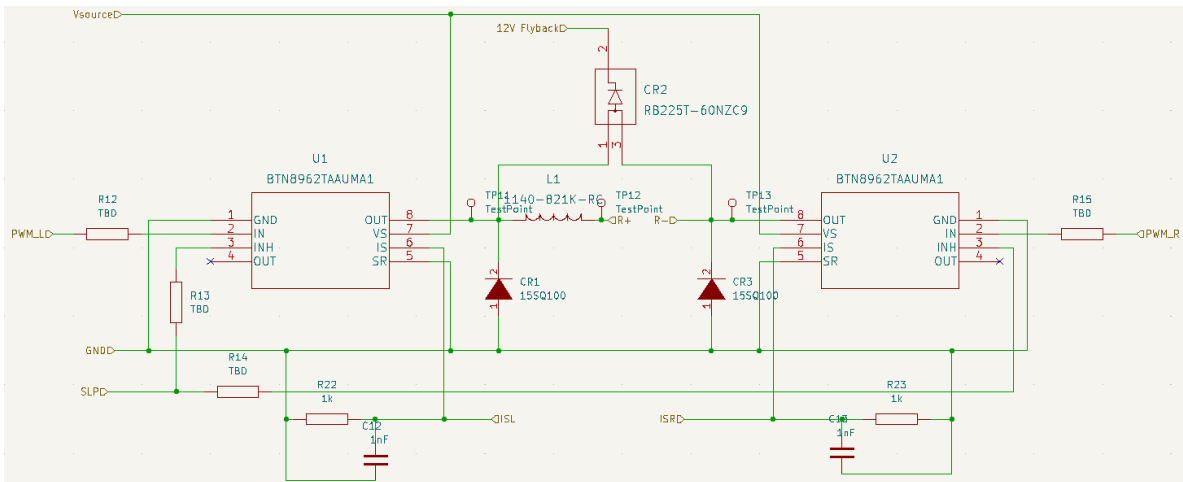 Vsource
12V Flyback
2
CR2
RB225T-60NZC9
1 3
U1
BTN8962TAAUMA1
U2
BTN8962TAAUMA1
L1
1140-821K-RC
TP11
TestPoint
TP12
TestPoint
TP13
TestPoint
R+
R-
R12
TBD
PWM_L
1 GND
2 IN
3 INH
4 OUT
OUT 8
VS 7
IS 6
SR 5
8 OUT
7 VS
6 IS
5 SR
GND 1
IN 2
INH 3
OUT 4
R15
TBD
PWM_R
R13
TBD
2
CR1
15SQ100
1
2
CR3
15SQ100
1
GND
R14
TBD
SLP
R22
1k
C12
1nF
ISL
ISR
R23
1k
1nF